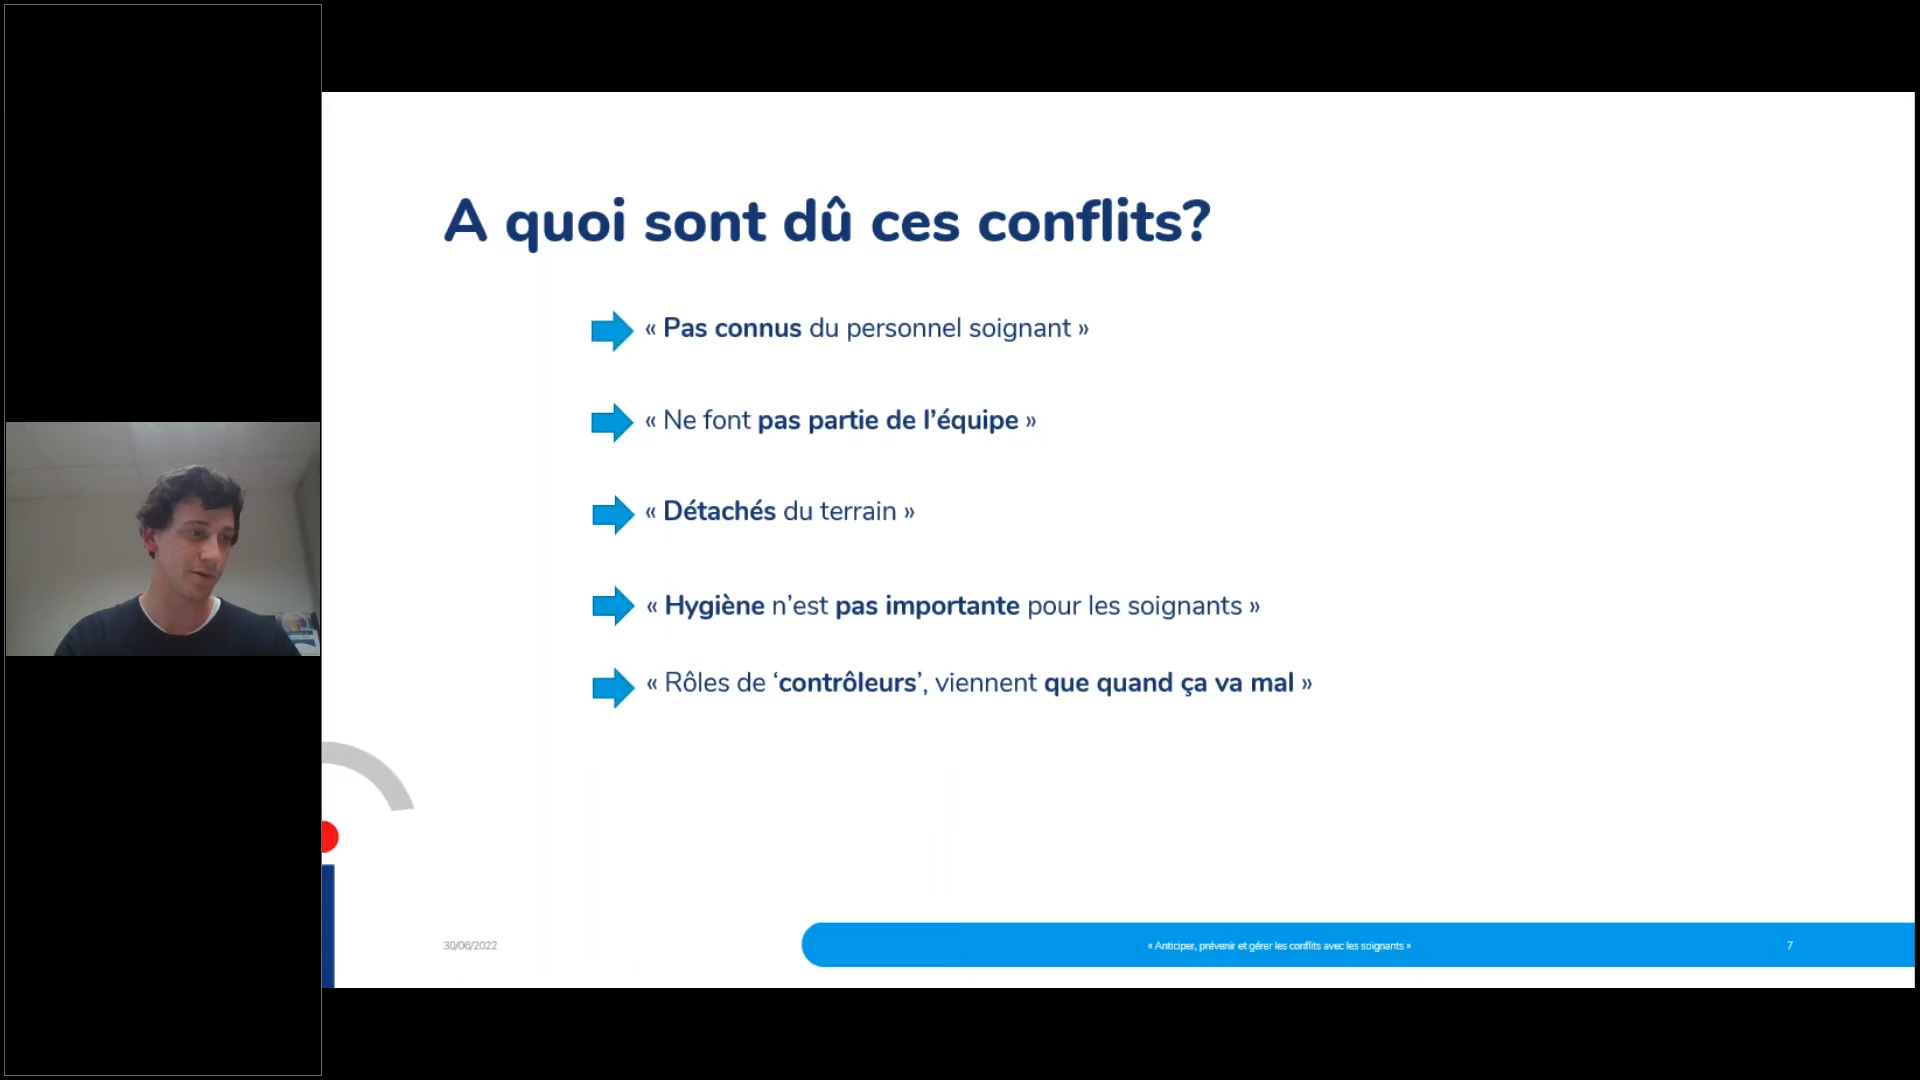 A quoi sont dû ces conflits?
« Pas connus du personnel soignant »
« Ne font pas partie de l’équipe »
« Détachés du terrain »
« Hygiène n’est pas importante pour les soignants »
« Rôles de ‘contrôleurs’, viennent que quand ça va mal »
30/06/2022
« Anticiper, prévenir et gérer les conflits avec les soignants »
7